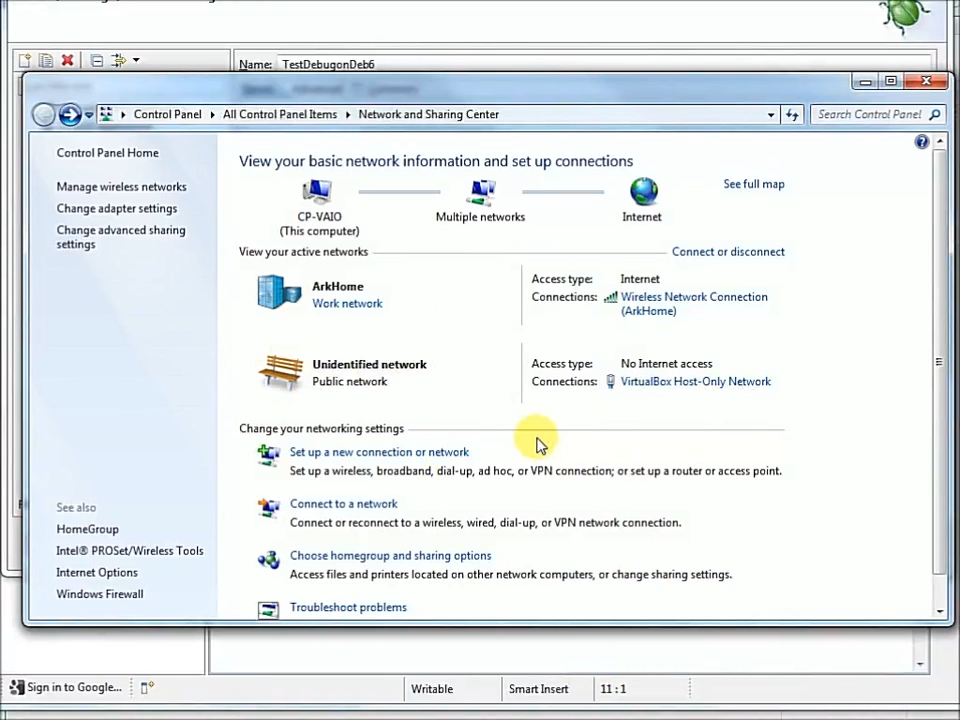 Name: TestDebugonDeb6
Control Panel
All Control Panel Items
Network and Sharing Center
Search Control Panel
Control Panel Home
Manage wireless networks
Change adapter settings
Change advanced sharing
settings
See also
HomeGroup
Intel® PROSet/Wireless Tools
Internet Options
Windows Firewall
View your basic network information and set up connections
See full map
CP-VAIO
(This computer)
Multiple networks
Internet
View your active networks
Connect or disconnect
ArkHome
Work network
Access type: Internet
Connections: Wireless Network Connection
(ArkHome)
Unidentified network
Public network
Access type: No Internet access
Connections: VirtualBox Host-Only Network
Change your networking settings
Set up a new connection or network
Set up a wireless, broadband, dial-up, ad hoc, or VPN connection; or set up a router or access point.
Connect to a network
Connect or reconnect to a wireless, wired, dial-up, or VPN network connection.
Choose homegroup and sharing options
Access files and printers located on other network computers, or change sharing settings.
Troubleshoot problems
Sign in to Google...
Writable
Smart Insert
11 : 1